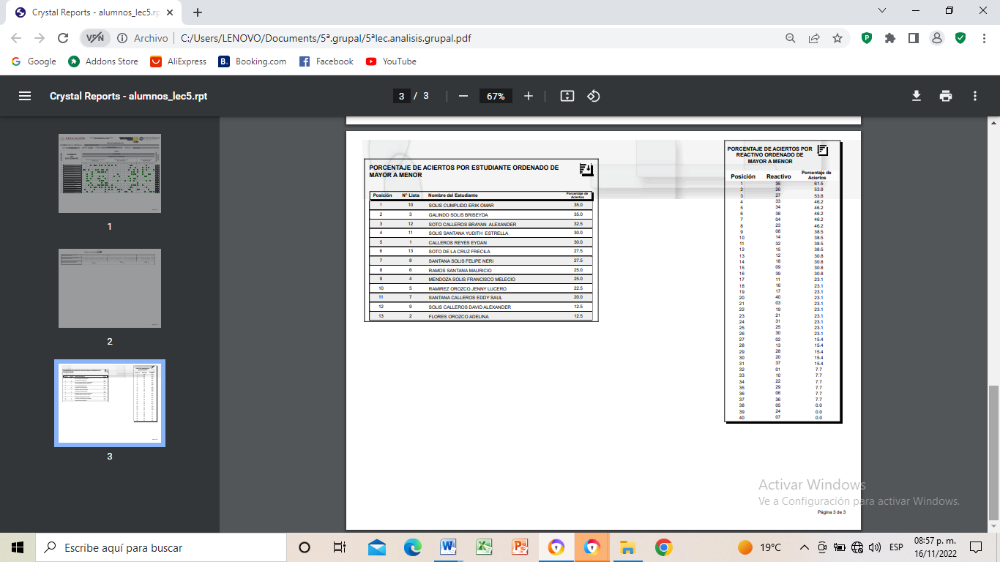 Crystal Reports - alumnos_lec5.rp
VPN Archivo C:/Users/LENOVO/Documents/5ª.grupal/5ªlec.analisis.grupal.pdf
Google Addons Store AliExpress Booking.com Facebook YouTube
Crystal Reports - alumnos_lec5.rpt 3 / 3 67%
1
2
3
PORCENTAJE DE ACIERTOS POR ESTUDIANTE ORDENADO DE
MAYOR A MENOR
Posición N° Lista Nombre del Estudiante Porcentaje de Aciertos
1 10 SOLIS CUMPLIDO ERIK OMAR 35.0
2 3 GALINDO SOLIS BRISEYDA 35.0
3 12 SOTO CALLEROS BRAYAN ALEXANDER 32.5
4 11 SOLIS SANTANA YUDITH ESTRELLA 30.0
5 1 CALLEROS REYES EYDAN 30.0
6 13 SOTO DE LA CRUZ FRECILA 27.5
7 8 SANTANA SOLIS FELIPE NERI 27.5
8 6 RAMOS SANTANA MAURICIO 25.0
9 4 MENDOZA SOLIS FRANCISCO MELECIO 25.0
10 5 RAMIREZ OROZCO JENNY LUCERO 22.5
11 7 SANTANA CALLEROS EDDY SAUL 20.0
12 9 SOLIS CALLEROS DAVID ALEXANDER 12.5
13 2 FLORES OROZCO ADELINA 12.5
PORCENTAJE DE ACIERTOS POR
REACTIVO ORDENADO DE
MAYOR A MENOR
Posición Reactivo Porcentaje de Aciertos
1 35 61.5
2 26 53.8
3 27 53.8
4 33 46.2
5 34 46.2
6 38 46.2
7 04 46.2
8 23 46.2
9 08 38.5
10 14 38.5
11 32 38.5
12 15 38.5
13 12 30.8
14 18 30.8
15 09 30.8
16 39 30.8
17 11 23.1
18 16 23.1
19 17 23.1
20 40 23.1
21 03 23.1
22 19 23.1
23 21 23.1
24 31 23.1
25 25 23.1
26 30 23.1
27 02 15.4
28 13 15.4
29 28 15.4
30 20 15.4
31 37 15.4
32 01 7.7
33 10 7.7
34 22 7.7
35 29 7.7
36 06 7.7
37 36 7.7
38 05 0.0
39 24 0.0
40 07 0.0
Activar Windows
Ve a Configuración para activar Windows.
Página 3 de 3
Escribe aquí para buscar
19°C ESP 08:57 p. m.
16/11/2022